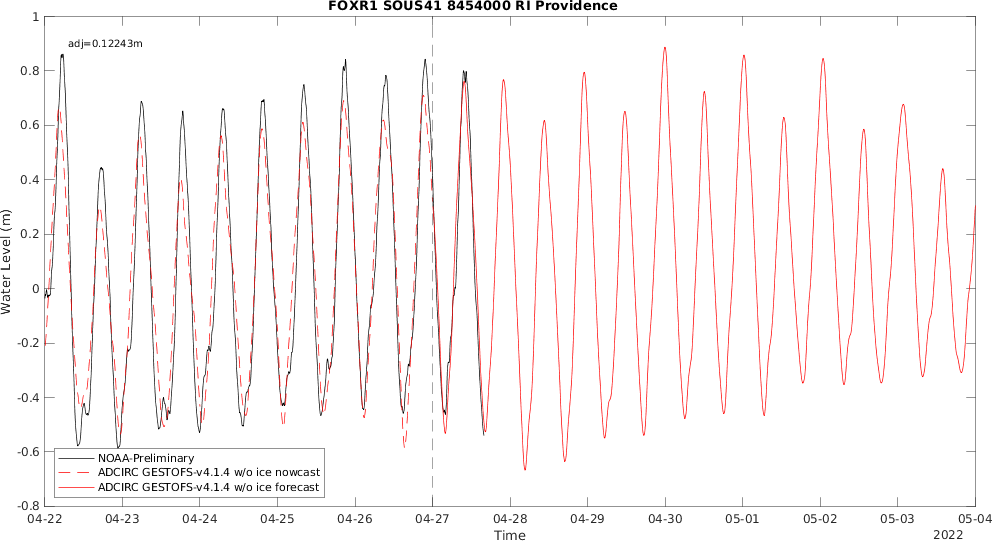 FOXR1 SOUS41 8454000 RI Providence
adj=0.12243m
1
0.8
0.6
0.4
0.2
0
-0.2
-0.4
-0.6
-0.8
Water Level (m)
NOAA-Preliminary
ADCIRC GESTOFS-v4.1.4 w/o ice nowcast
ADCIRC GESTOFS-v4.1.4 w/o ice forecast
04-22 04-23 04-24 04-25 04-26 04-27 04-28 04-29 04-30 05-01 05-02 05-03 05-04
Time
2022